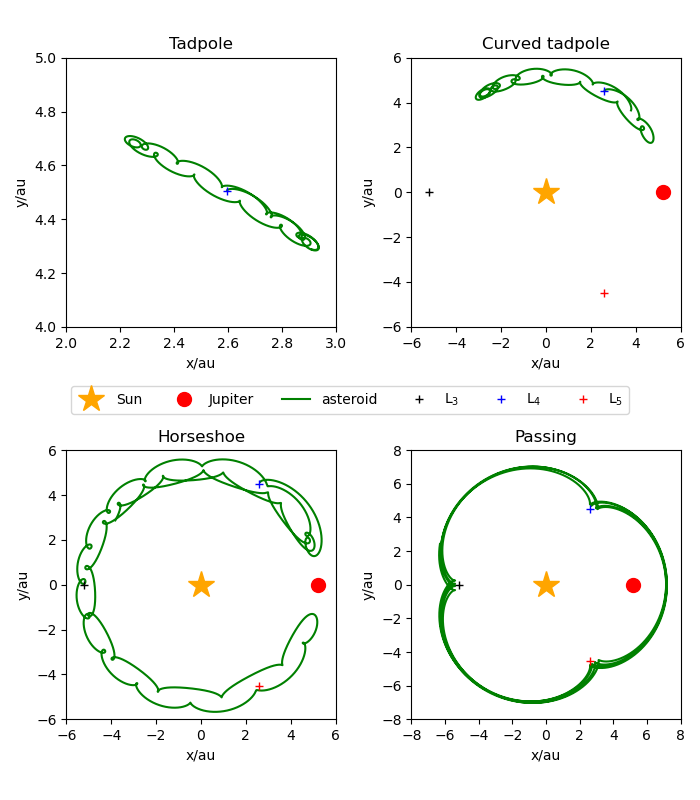 Tadpole
5.0
4.8
4.6
4.4
4.2
4.0
y/au
2.0 2.2 2.4 2.6 2.8 3.0
x/au
Curved tadpole
6
4
2
0
−2
−4
−6
y/au
−6 −4 −2 0 2 4 6
x/au
Sun Jupiter asteroid L₃ L₄ L₅
Horseshoe
6
4
2
0
−2
−4
−6
y/au
−6 −4 −2 0 2 4 6
x/au
Passing
8
6
4
2
0
−2
−4
−6
−8
y/au
−8 −6 −4 −2 0 2 4 6 8
x/au